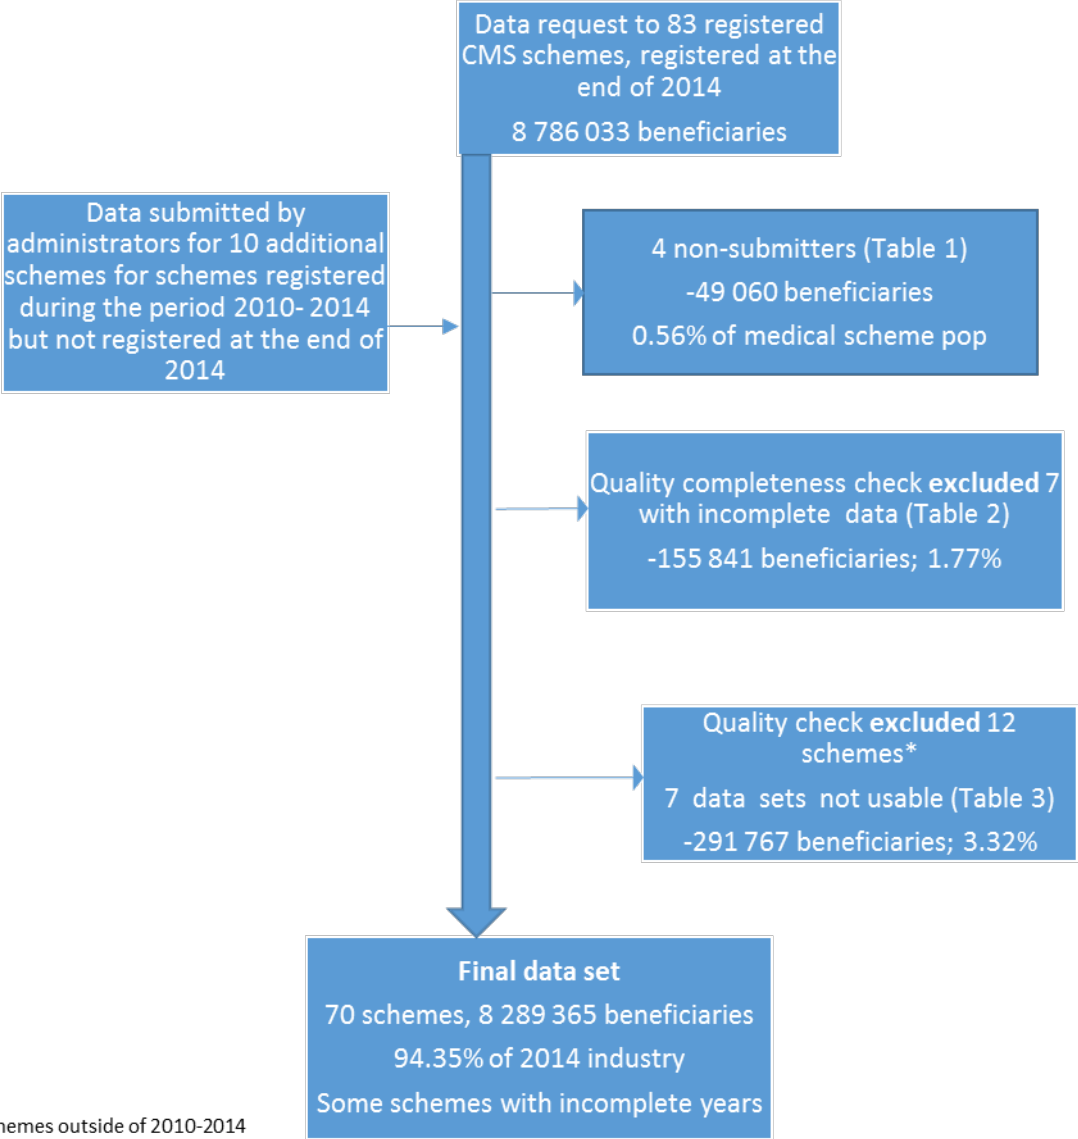 Data request to 83 registered
CMS schemes, registered at the
end of 2014
8 786 033 beneficiaries
Data submitted by
administrators for 10 additional
schemes for schemes registered
during the period 2010- 2014
but not registered at the end of
2014
4 non-submitters (Table 1)
-49 060 beneficiaries
0.56% of medical scheme pop
Quality completeness check excluded 7
with incomplete data (Table 2)
-155 841 beneficiaries; 1.77%
Quality check excluded 12
schemes*
7 data sets not usable (Table 3)
-291 767 beneficiaries; 3.32%
Final data set
70 schemes, 8 289 365 beneficiaries
94.35% of 2014 industry
Some schemes with incomplete years
outside of 2010-2014